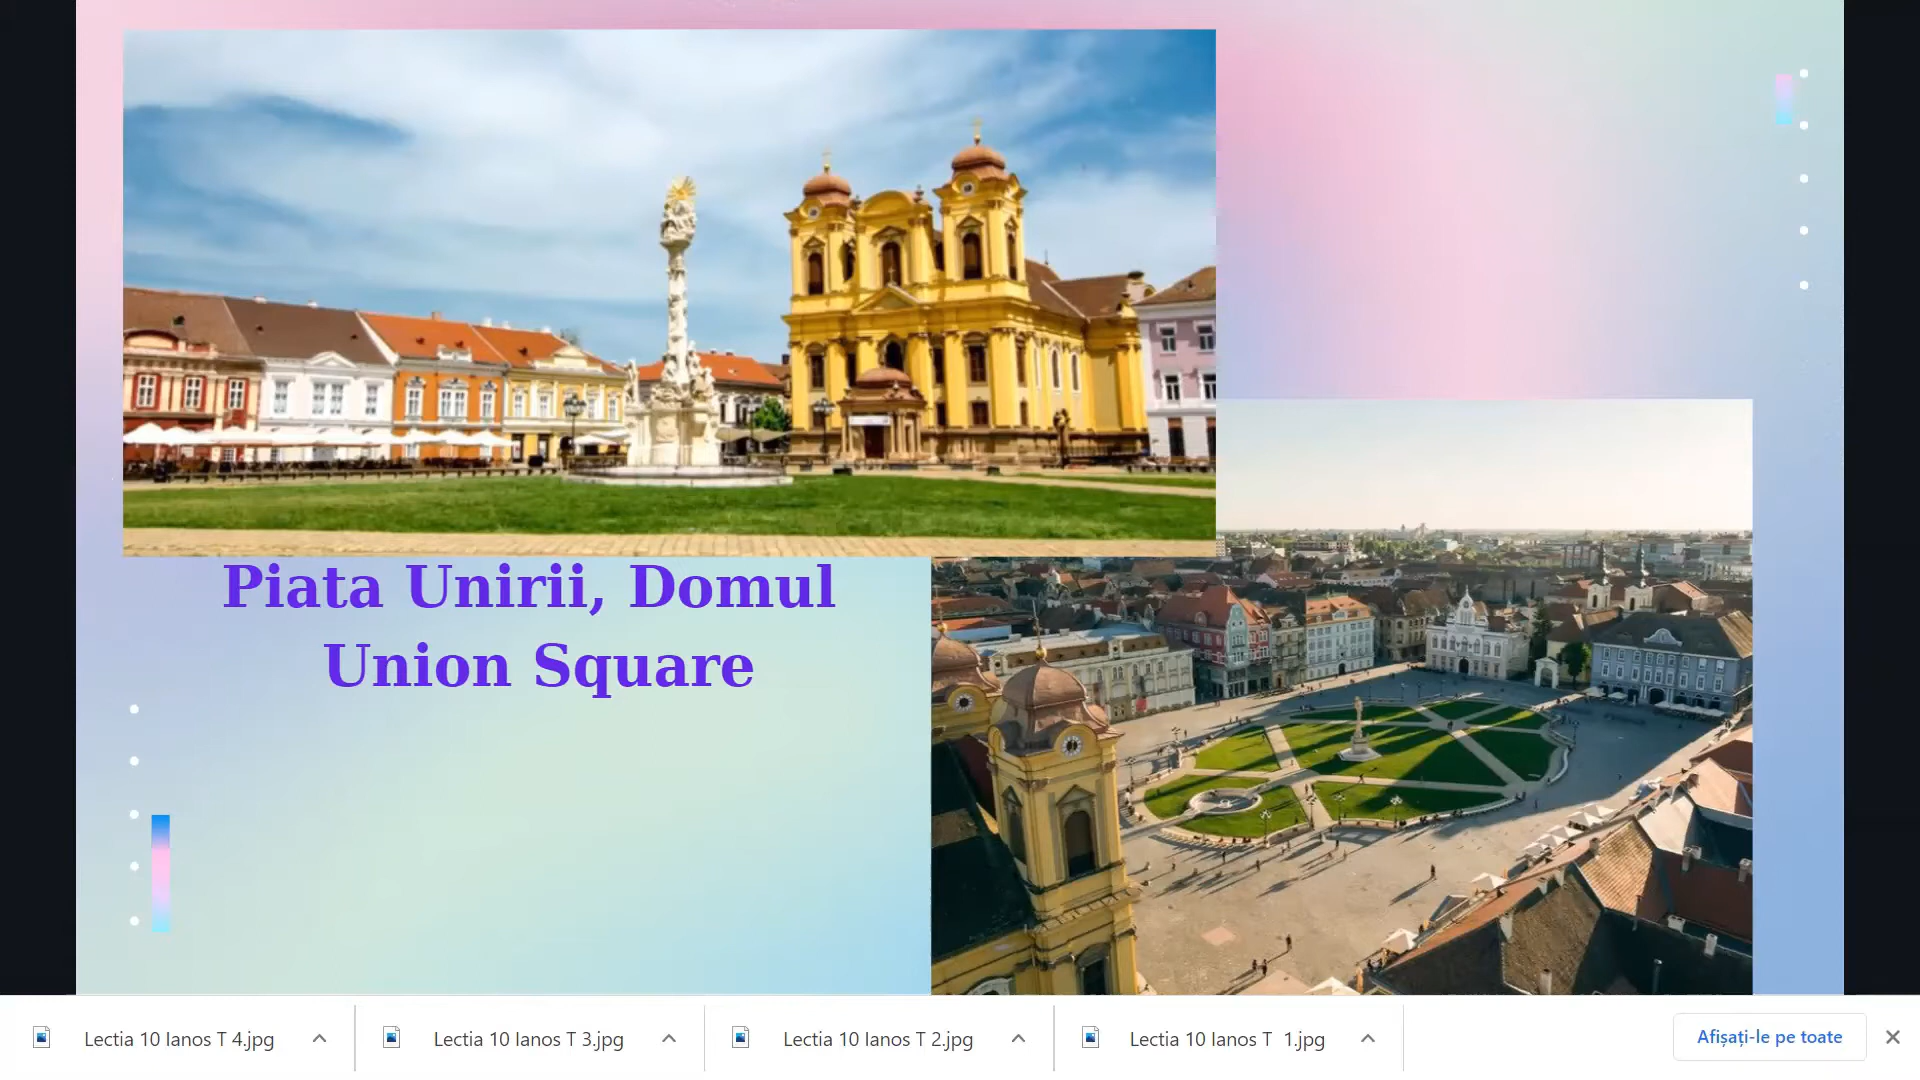 Piata Unirii, Domul
Union Square
Lectia 10 Ianos T 4.jpg
Lectia 10 Ianos T 3.jpg
Lectia 10 Ianos T 2.jpg
Lectia 10 Ianos T  1.jpg
Afișați-le pe toate